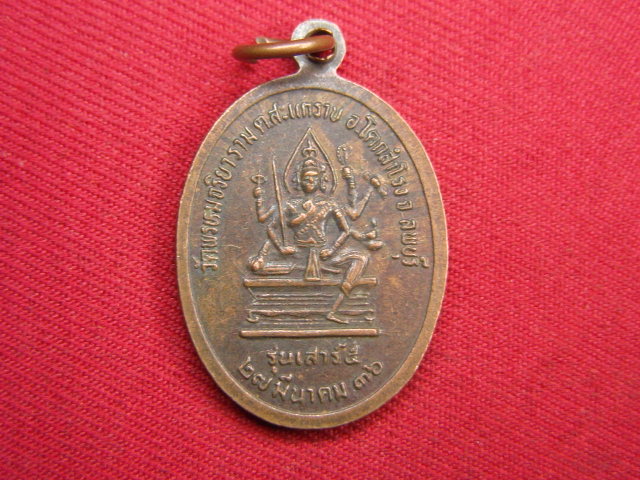 วัดพรหมจริยาราม ต.สะแกราบ อ.โคกสำโรง จ.ลพบุรี
รุ่นเสาร์๕
๒๗ มีนาคม ๓๖